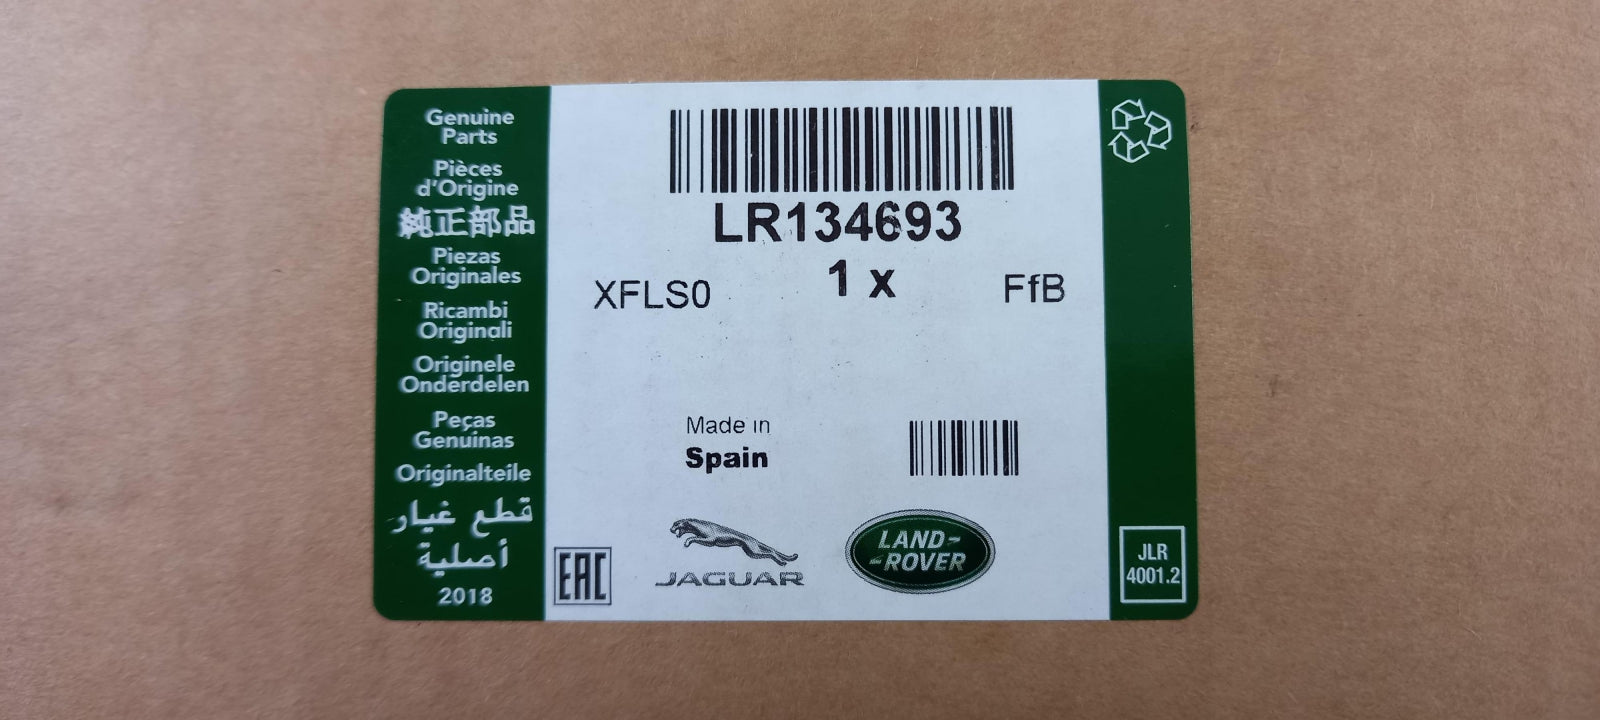 Genuine
Parts
Pièces
d'Origine
純正部品
Piezas
Originales
Ricambi
Originali
Originele
Onderdelen
Peças
Genuinas
Originalteile
قطع غيار
أصلية
2018
LR134693
1 x
XFLS0
FfB
Made in
Spain
EAC
JAGUAR
LAND-
-ROVER
JLR
4001.2